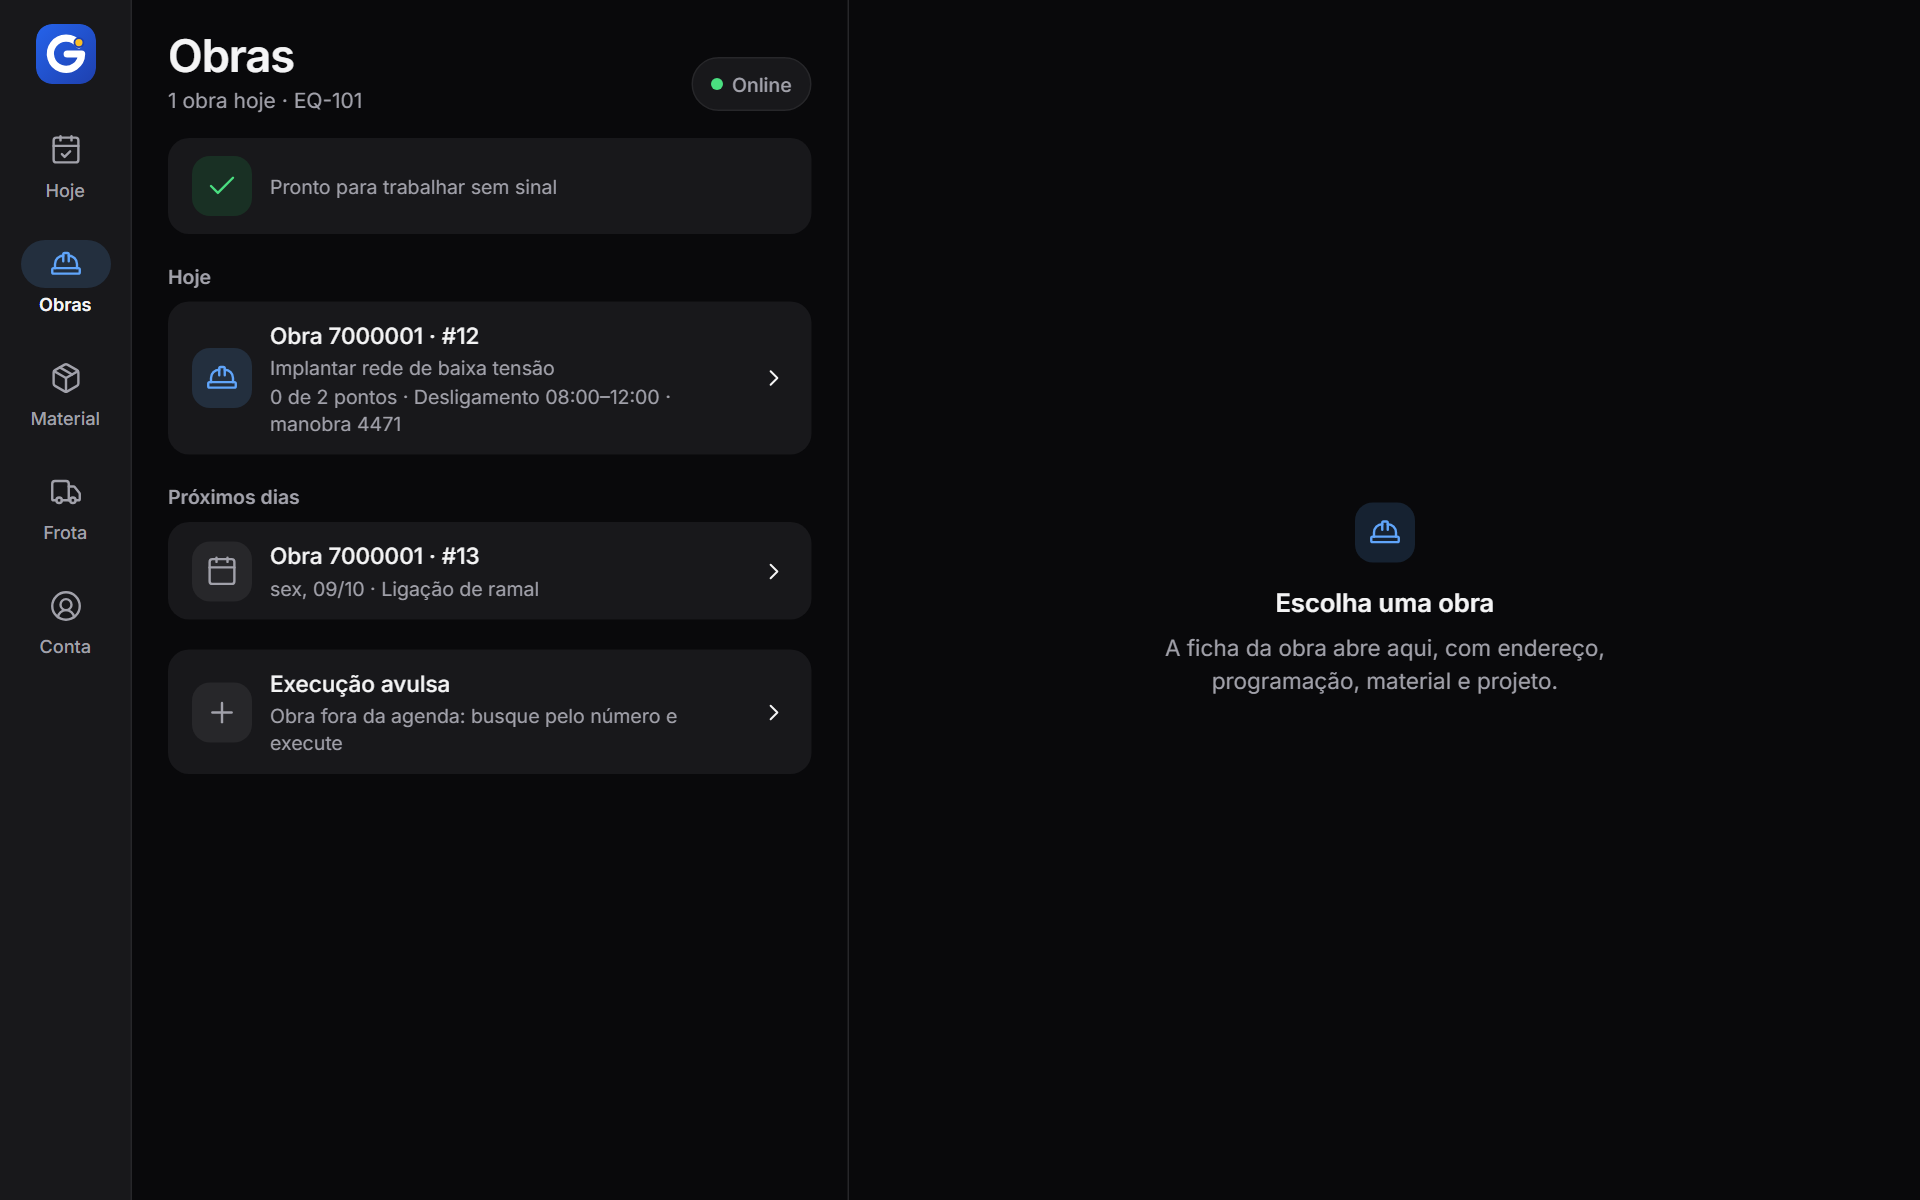 G
Hoje
Obras
Material
Frota
Conta
Obras
1 obra hoje · EQ-101
Online
Pronto para trabalhar sem sinal
Hoje
Obra 7000001 · #12
Implantar rede de baixa tensão
0 de 2 pontos · Desligamento 08:00–12:00 ·
manobra 4471
Próximos dias
Obra 7000001 · #13
sex, 09/10 · Ligação de ramal
Execução avulsa
Obra fora da agenda: busque pelo número e
execute
Escolha uma obra
A ficha da obra abre aqui, com endereço,
programação, material e projeto.